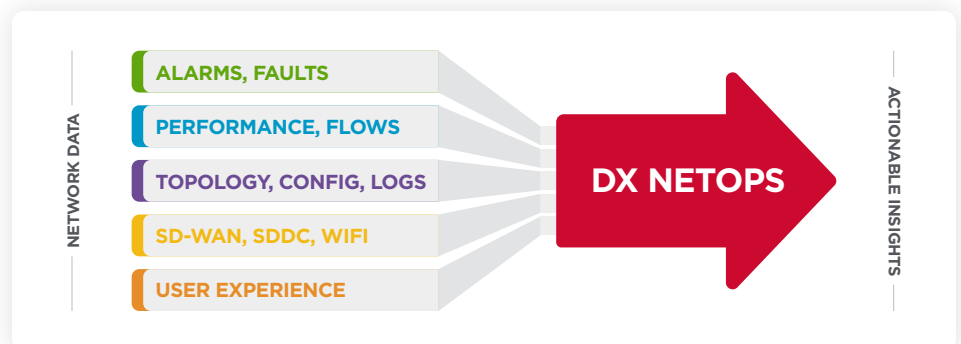 NETWORK DATA
ALARMS, FAULTS
PERFORMANCE, FLOWS
TOPOLOGY, CONFIG, LOGS
SD-WAN, SDDC, WIFI
USER EXPERIENCE
DX NETOPS
ACTIONABLE INSIGHTS